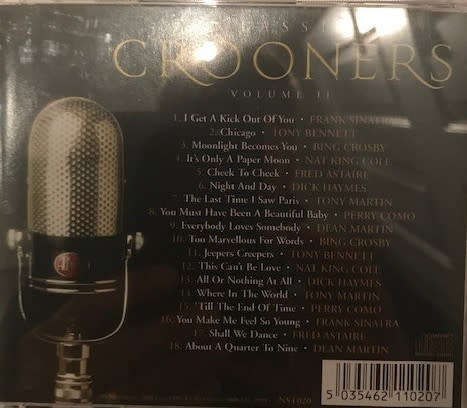 CROONERS
VOLUME II
1. I Get A Kick Out Of You • FRANK SINATRA
2. Chicago • TONY BENNETT
3. Moonlight Becomes You • BING CROSBY
4. It's Only A Paper Moon • NAT KING COLE
5. Cheek To Cheek • FRED ASTAIRE
6. Night And Day • DICK HAYMES
7. The Last Time I Saw Paris • TONY MARTIN
8. You Must Have Been A Beautiful Baby • PERRY COMO
9. Everybody Loves Somebody • DEAN MARTIN
10. Too Marvellous For Words • BING CROSBY
11. Jeepers Creepers • TONY BENNETT
12. This Can't Be Love • NAT KING COLE
13. All Or Nothing At All • DICK HAYMES
14. Where In The World • TONY MARTIN
15. 'Till The End Of Time • PERRY COMO
16. You Make Me Feel So Young • FRANK SINATRA
17. Shall We Dance • FRED ASTAIRE
18. About A Quarter To Nine • DEAN MARTIN
5 035462 110207